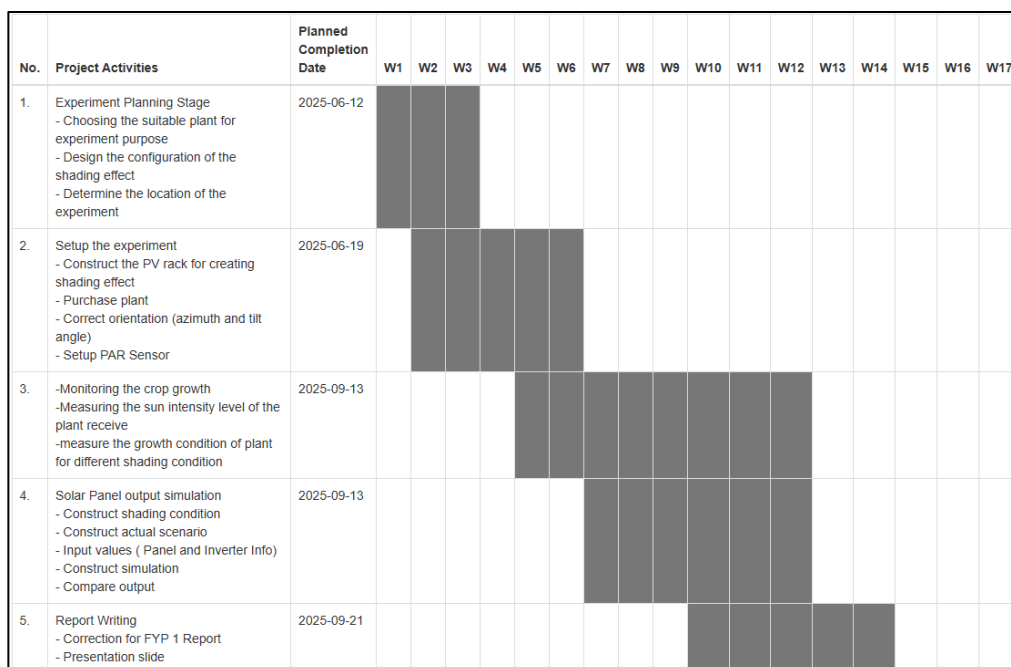 Planned
Completion
No. Project Activities Date W1 W2 W3 W4 W5 W6 W7 W8 W9 W10 W11 W12 W13 W14 W15 W16 W17
1. Experiment Planning Stage 2025-06-12
- Choosing the suitable plant for
experiment purpose
- Design the configuration of the
shading effect
- Determine the location of the
experiment
2. Setup the experiment 2025-06-19
- Construct the PV rack for creating
shading effect
- Purchase plant
- Correct orientation (azimuth and tilt
angle)
- Setup PAR Sensor
3. -Monitoring the crop growth 2025-09-13
-Measuring the sun intensity level of the
plant receive
-measure the growth condition of plant
for different shading condition
4. Solar Panel output simulation 2025-09-13
- Construct shading condition
- Construct actual scenario
- Input values ( Panel and Inverter Info)
- Construct simulation
- Compare output
5. Report Writing 2025-09-21
- Correction for FYP 1 Report
- Presentation slide